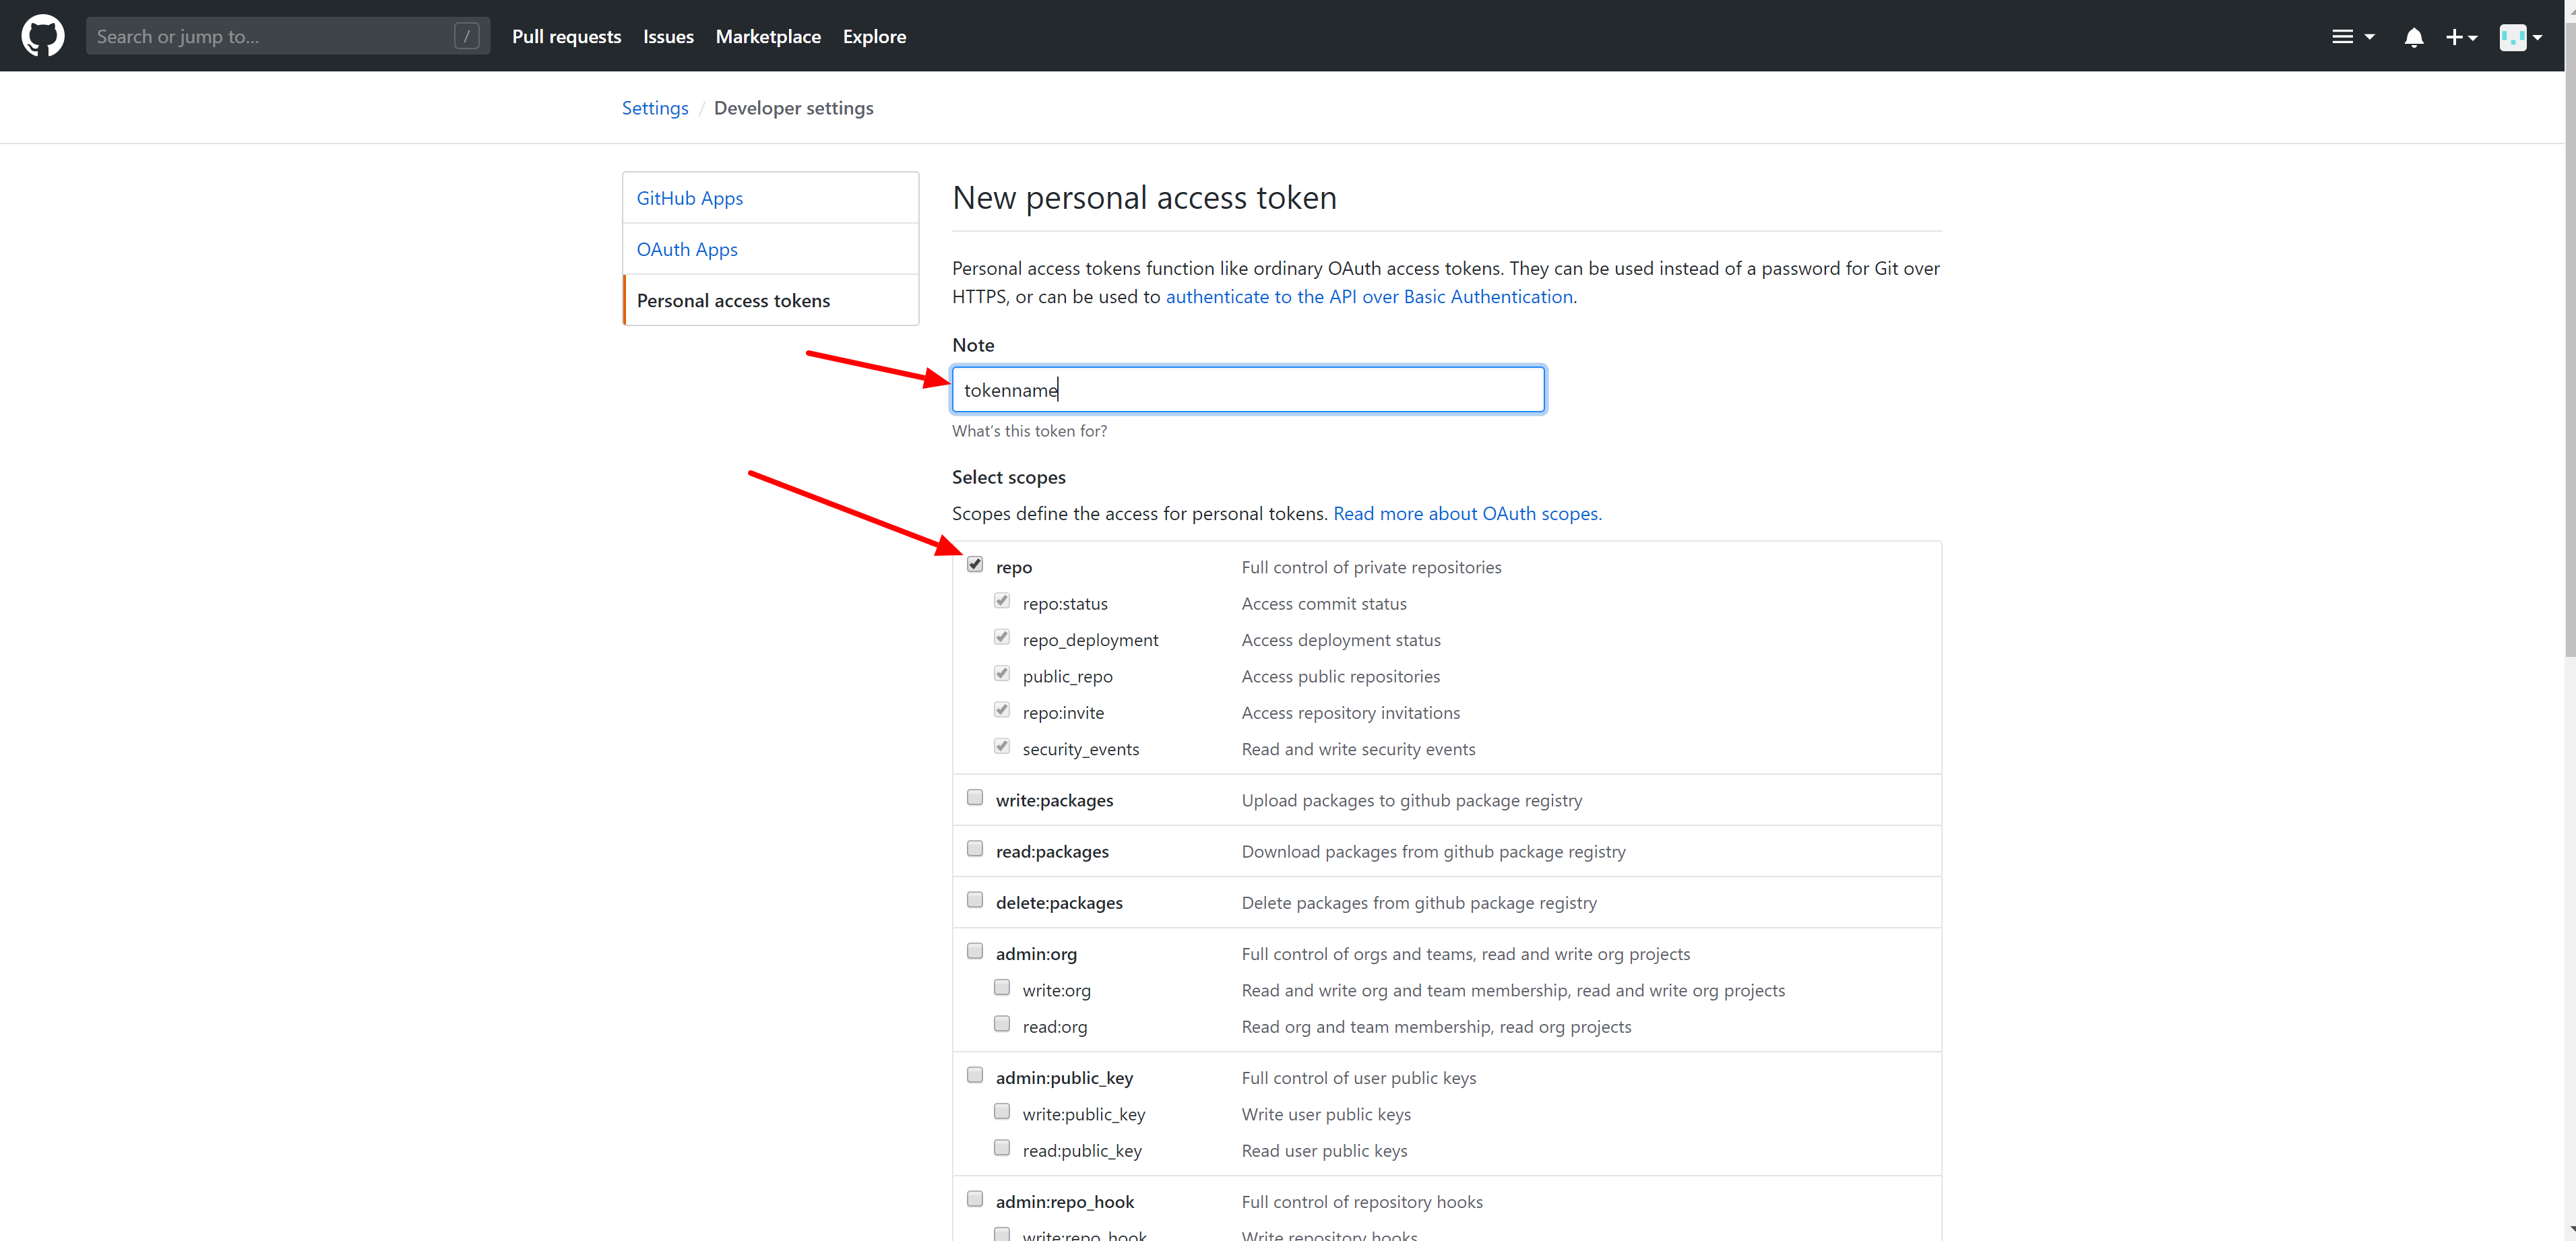 Search or jump to... /
Pull requests Issues Marketplace Explore
Settings / Developer settings
GitHub Apps
OAuth Apps
Personal access tokens
New personal access token
Personal access tokens function like ordinary OAuth access tokens. They can be used instead of a password for Git over
HTTPS, or can be used to authenticate to the API over Basic Authentication.
Note
tokenname
What's this token for?
Select scopes
Scopes define the access for personal tokens. Read more about OAuth scopes.
repo Full control of private repositories
repo:status Access commit status
repo_deployment Access deployment status
public_repo Access public repositories
repo:invite Access repository invitations
security_events Read and write security events
write:packages Upload packages to github package registry
read:packages Download packages from github package registry
delete:packages Delete packages from github package registry
admin:org Full control of orgs and teams, read and write org projects
write:org Read and write org and team membership, read and write org projects
read:org Read org and team membership, read org projects
admin:public_key Full control of user public keys
write:public_key Write user public keys
read:public_key Read user public keys
admin:repo_hook Full control of repository hooks
write:repo_hook Write repository hooks